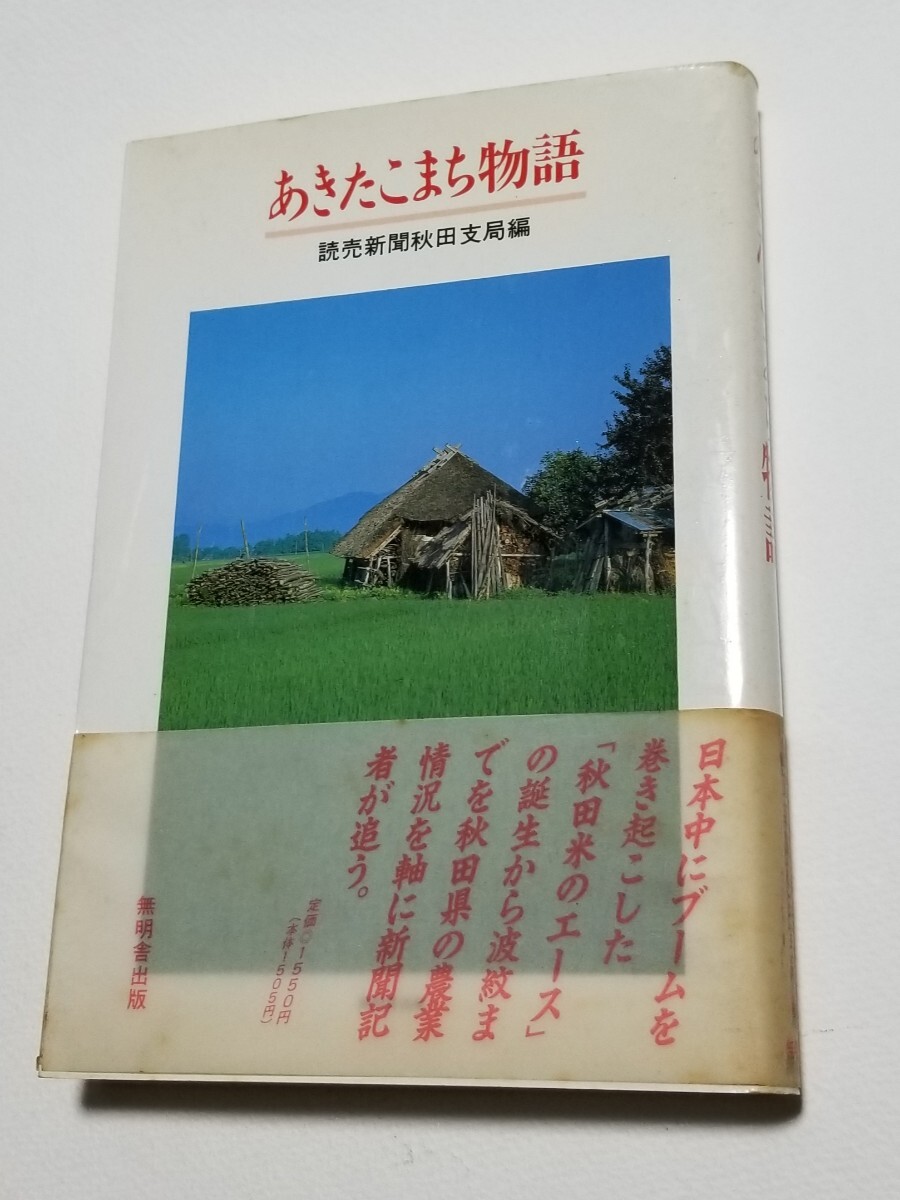 あきたこまち物語
読売新聞秋田支局編
日本中にブームを
巻き起こした
「秋田米のエース」
の誕生から波紋ま
でを秋田県の農業
情況を軸に新聞記
者が追う。
定価◎1550円
(本体1505円)
無明舎出版
物語